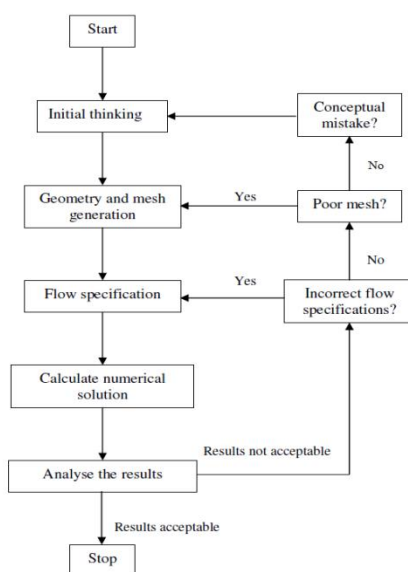 Start
Initial thinking
Conceptual
mistake?
No
Geometry and mesh
generation
Yes
Poor mesh?
No
Flow specification
Yes
Incorrect flow
specifications?
Calculate numerical
solution
Results not acceptable
Analyse the results
Results acceptable
Stop